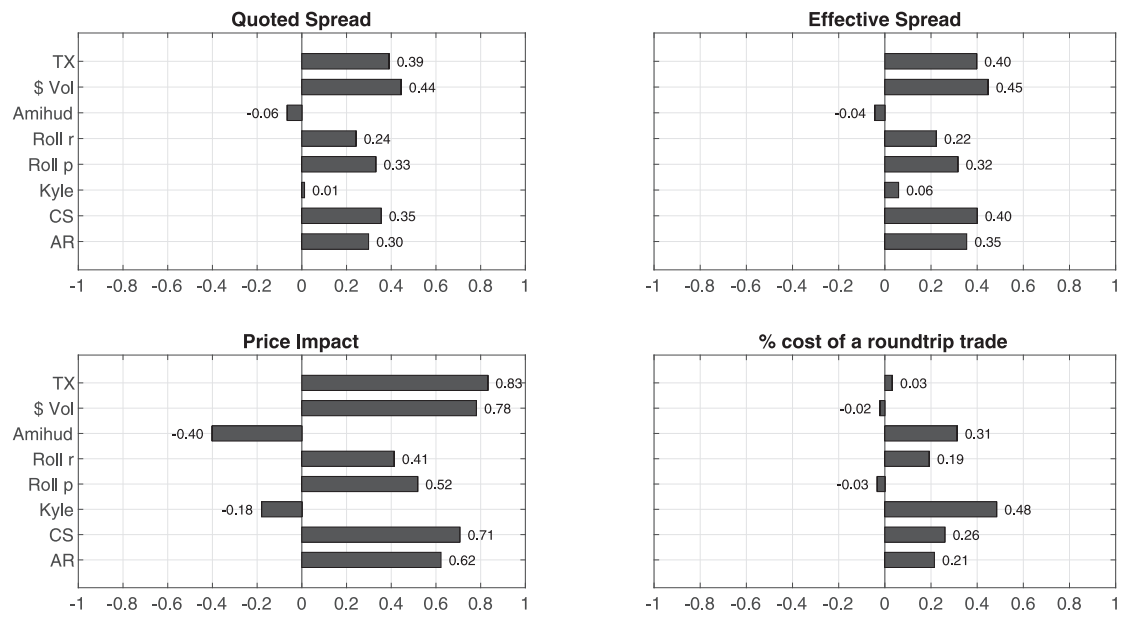 Quoted Spread
TX 0.39
$ Vol 0.44
Amihud -0.06
Roll r 0.24
Roll p 0.33
Kyle 0.01
CS 0.35
AR 0.30
-1 -0.8 -0.6 -0.4 -0.2 0 0.2 0.4 0.6 0.8 1
Effective Spread
0.40
0.45
-0.04
0.22
0.32
0.06
0.40
0.35
-1 -0.8 -0.6 -0.4 -0.2 0 0.2 0.4 0.6 0.8 1
Price Impact
TX 0.83
$ Vol 0.78
Amihud -0.40
Roll r 0.41
Roll p 0.52
Kyle -0.18
CS 0.71
AR 0.62
-1 -0.8 -0.6 -0.4 -0.2 0 0.2 0.4 0.6 0.8 1
% cost of a roundtrip trade
0.03
-0.02
0.31
0.19
-0.03
0.48
0.26
0.21
-1 -0.8 -0.6 -0.4 -0.2 0 0.2 0.4 0.6 0.8 1